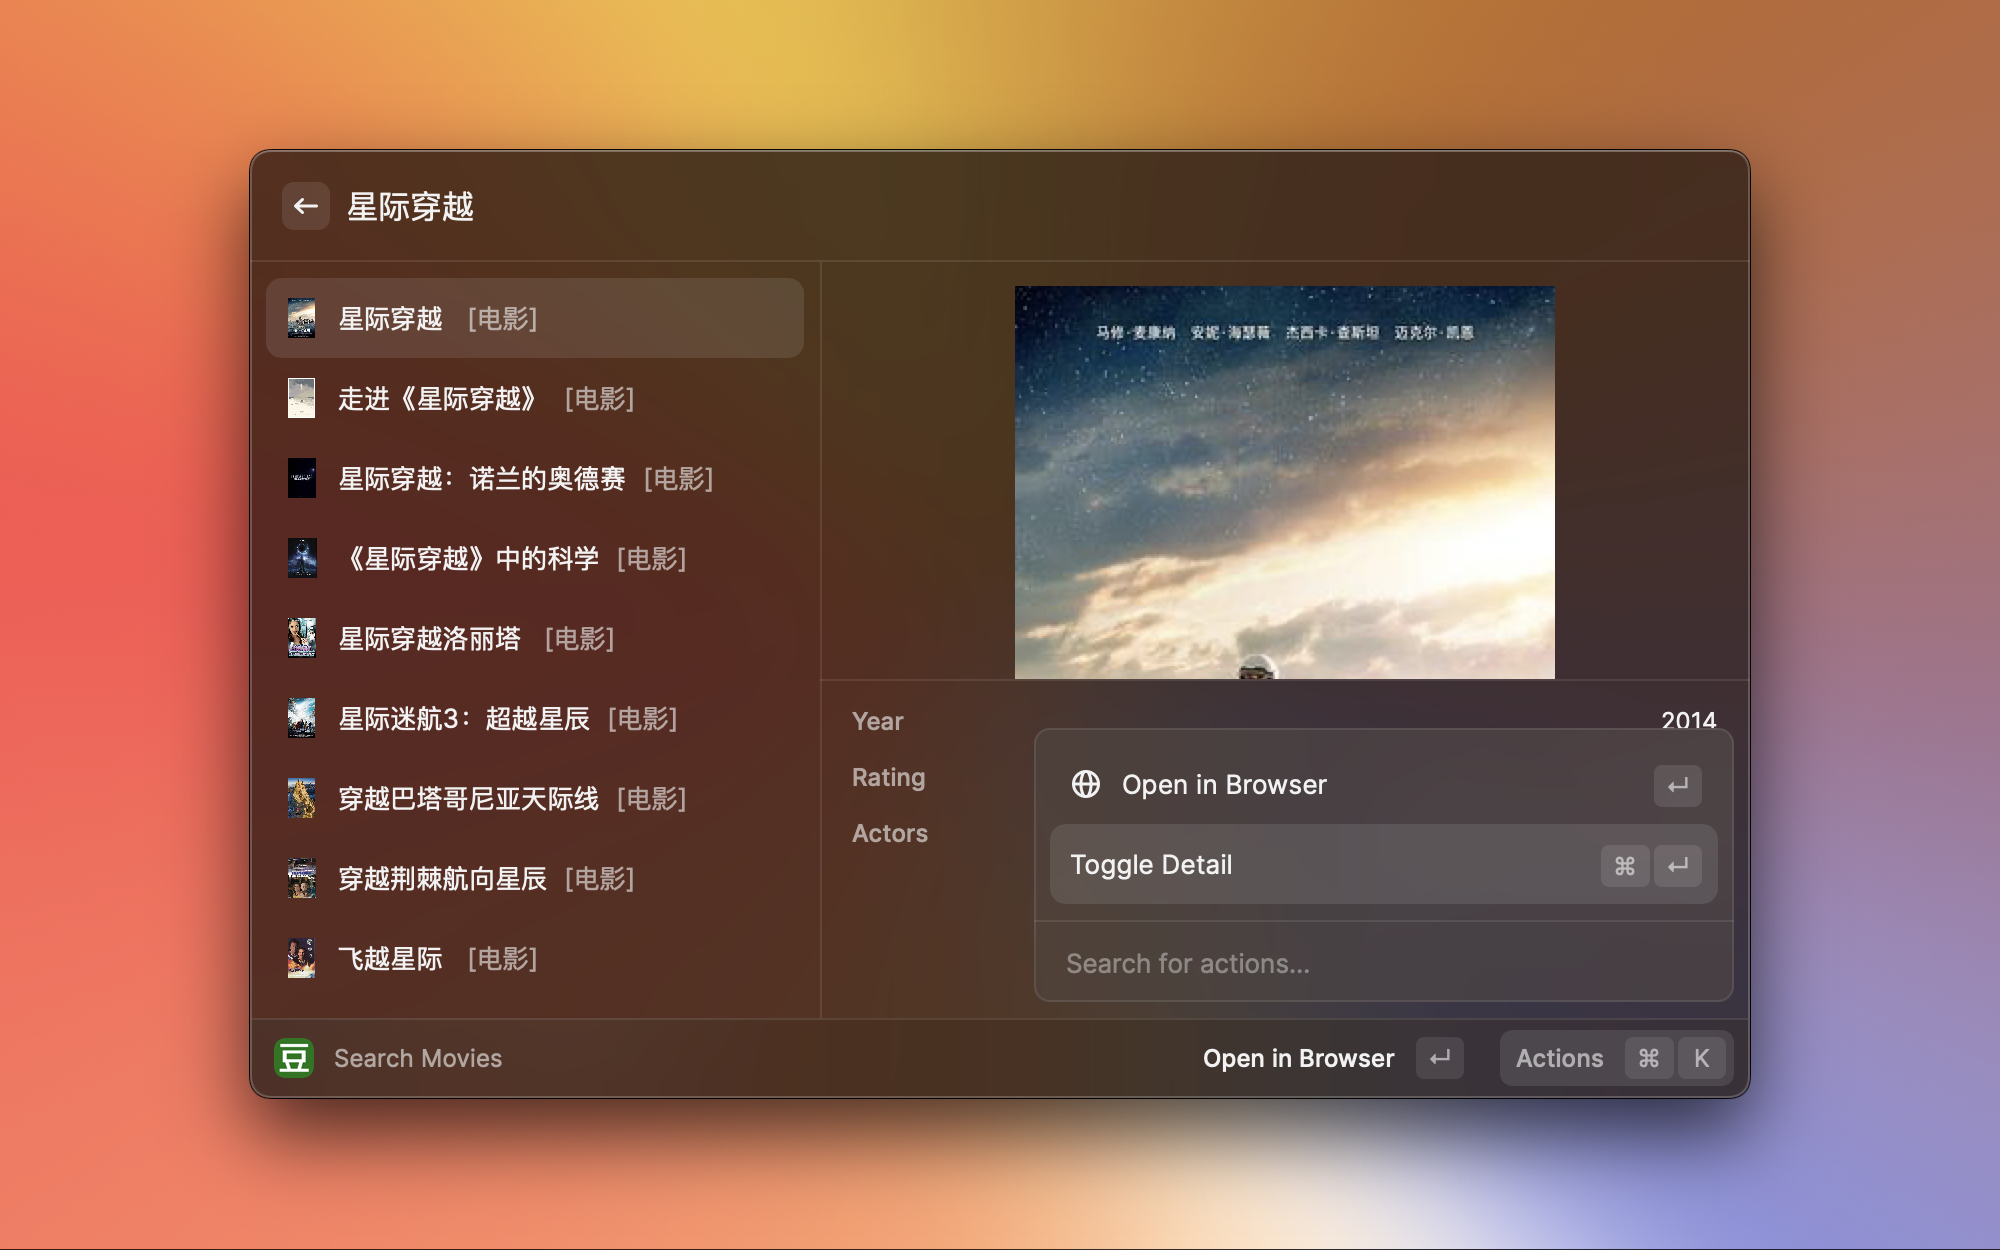 星际穿越
星际穿越 [电影]
走进《星际穿越》 [电影]
星际穿越：诺兰的奥德赛 [电影]
《星际穿越》中的科学 [电影]
星际穿越洛丽塔 [电影]
星际迷航3：超越星辰 [电影]
穿越巴塔哥尼亚天际线 [电影]
穿越荆棘航向星辰 [电影]
飞越星际 [电影]
马修·麦康纳 安妮·海瑟薇 杰西卡·查斯坦 迈克尔·凯恩
Year 2014
Rating
Actors
Open in Browser ↵
Toggle Detail ⌘ ↵
Search for actions...
豆 Search Movies
Open in Browser ↵ Actions ⌘ K